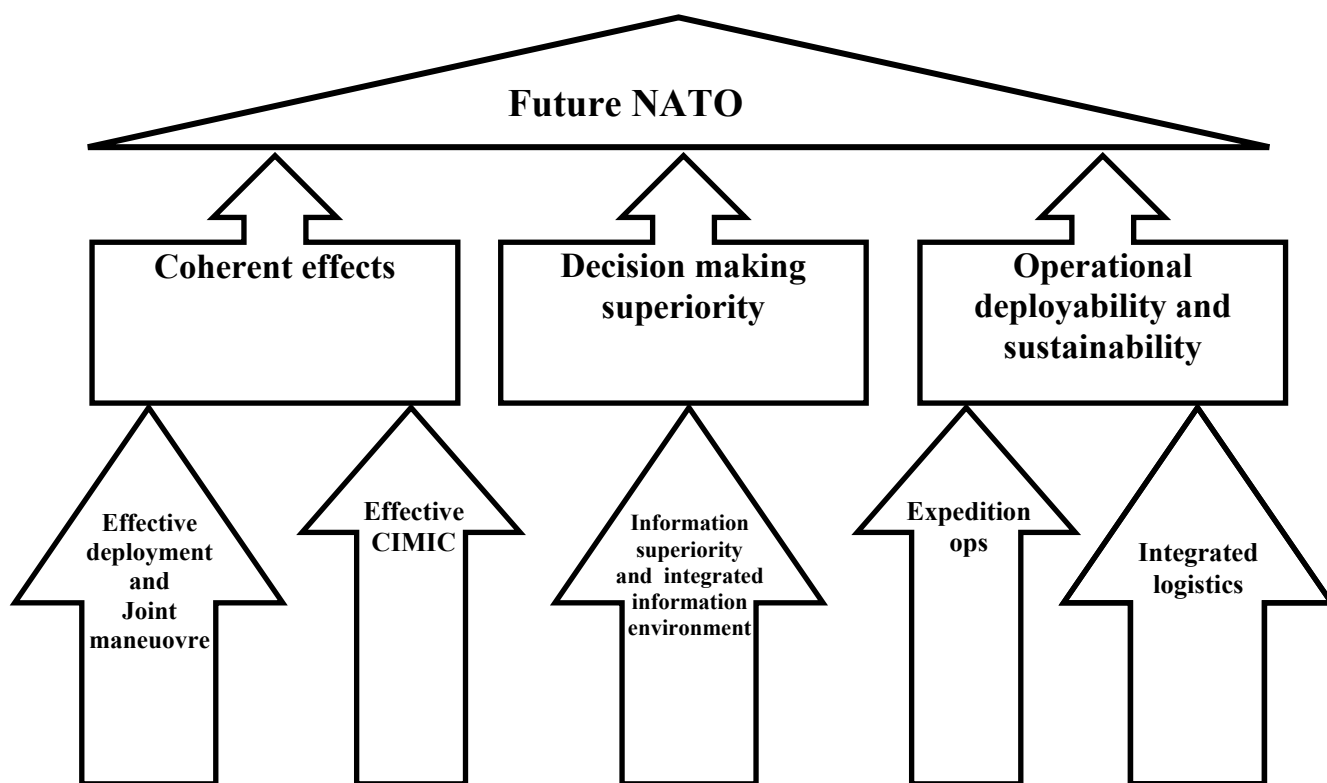 Future NATO
Coherent effects
Decision making
superiority
Operational
deployability and
sustainability
Effective
deployment
and
Joint
maneuovre
Effective
CIMIC
Information
superiority
and integrated
information
environment
Expedition
ops
Integrated
logistics